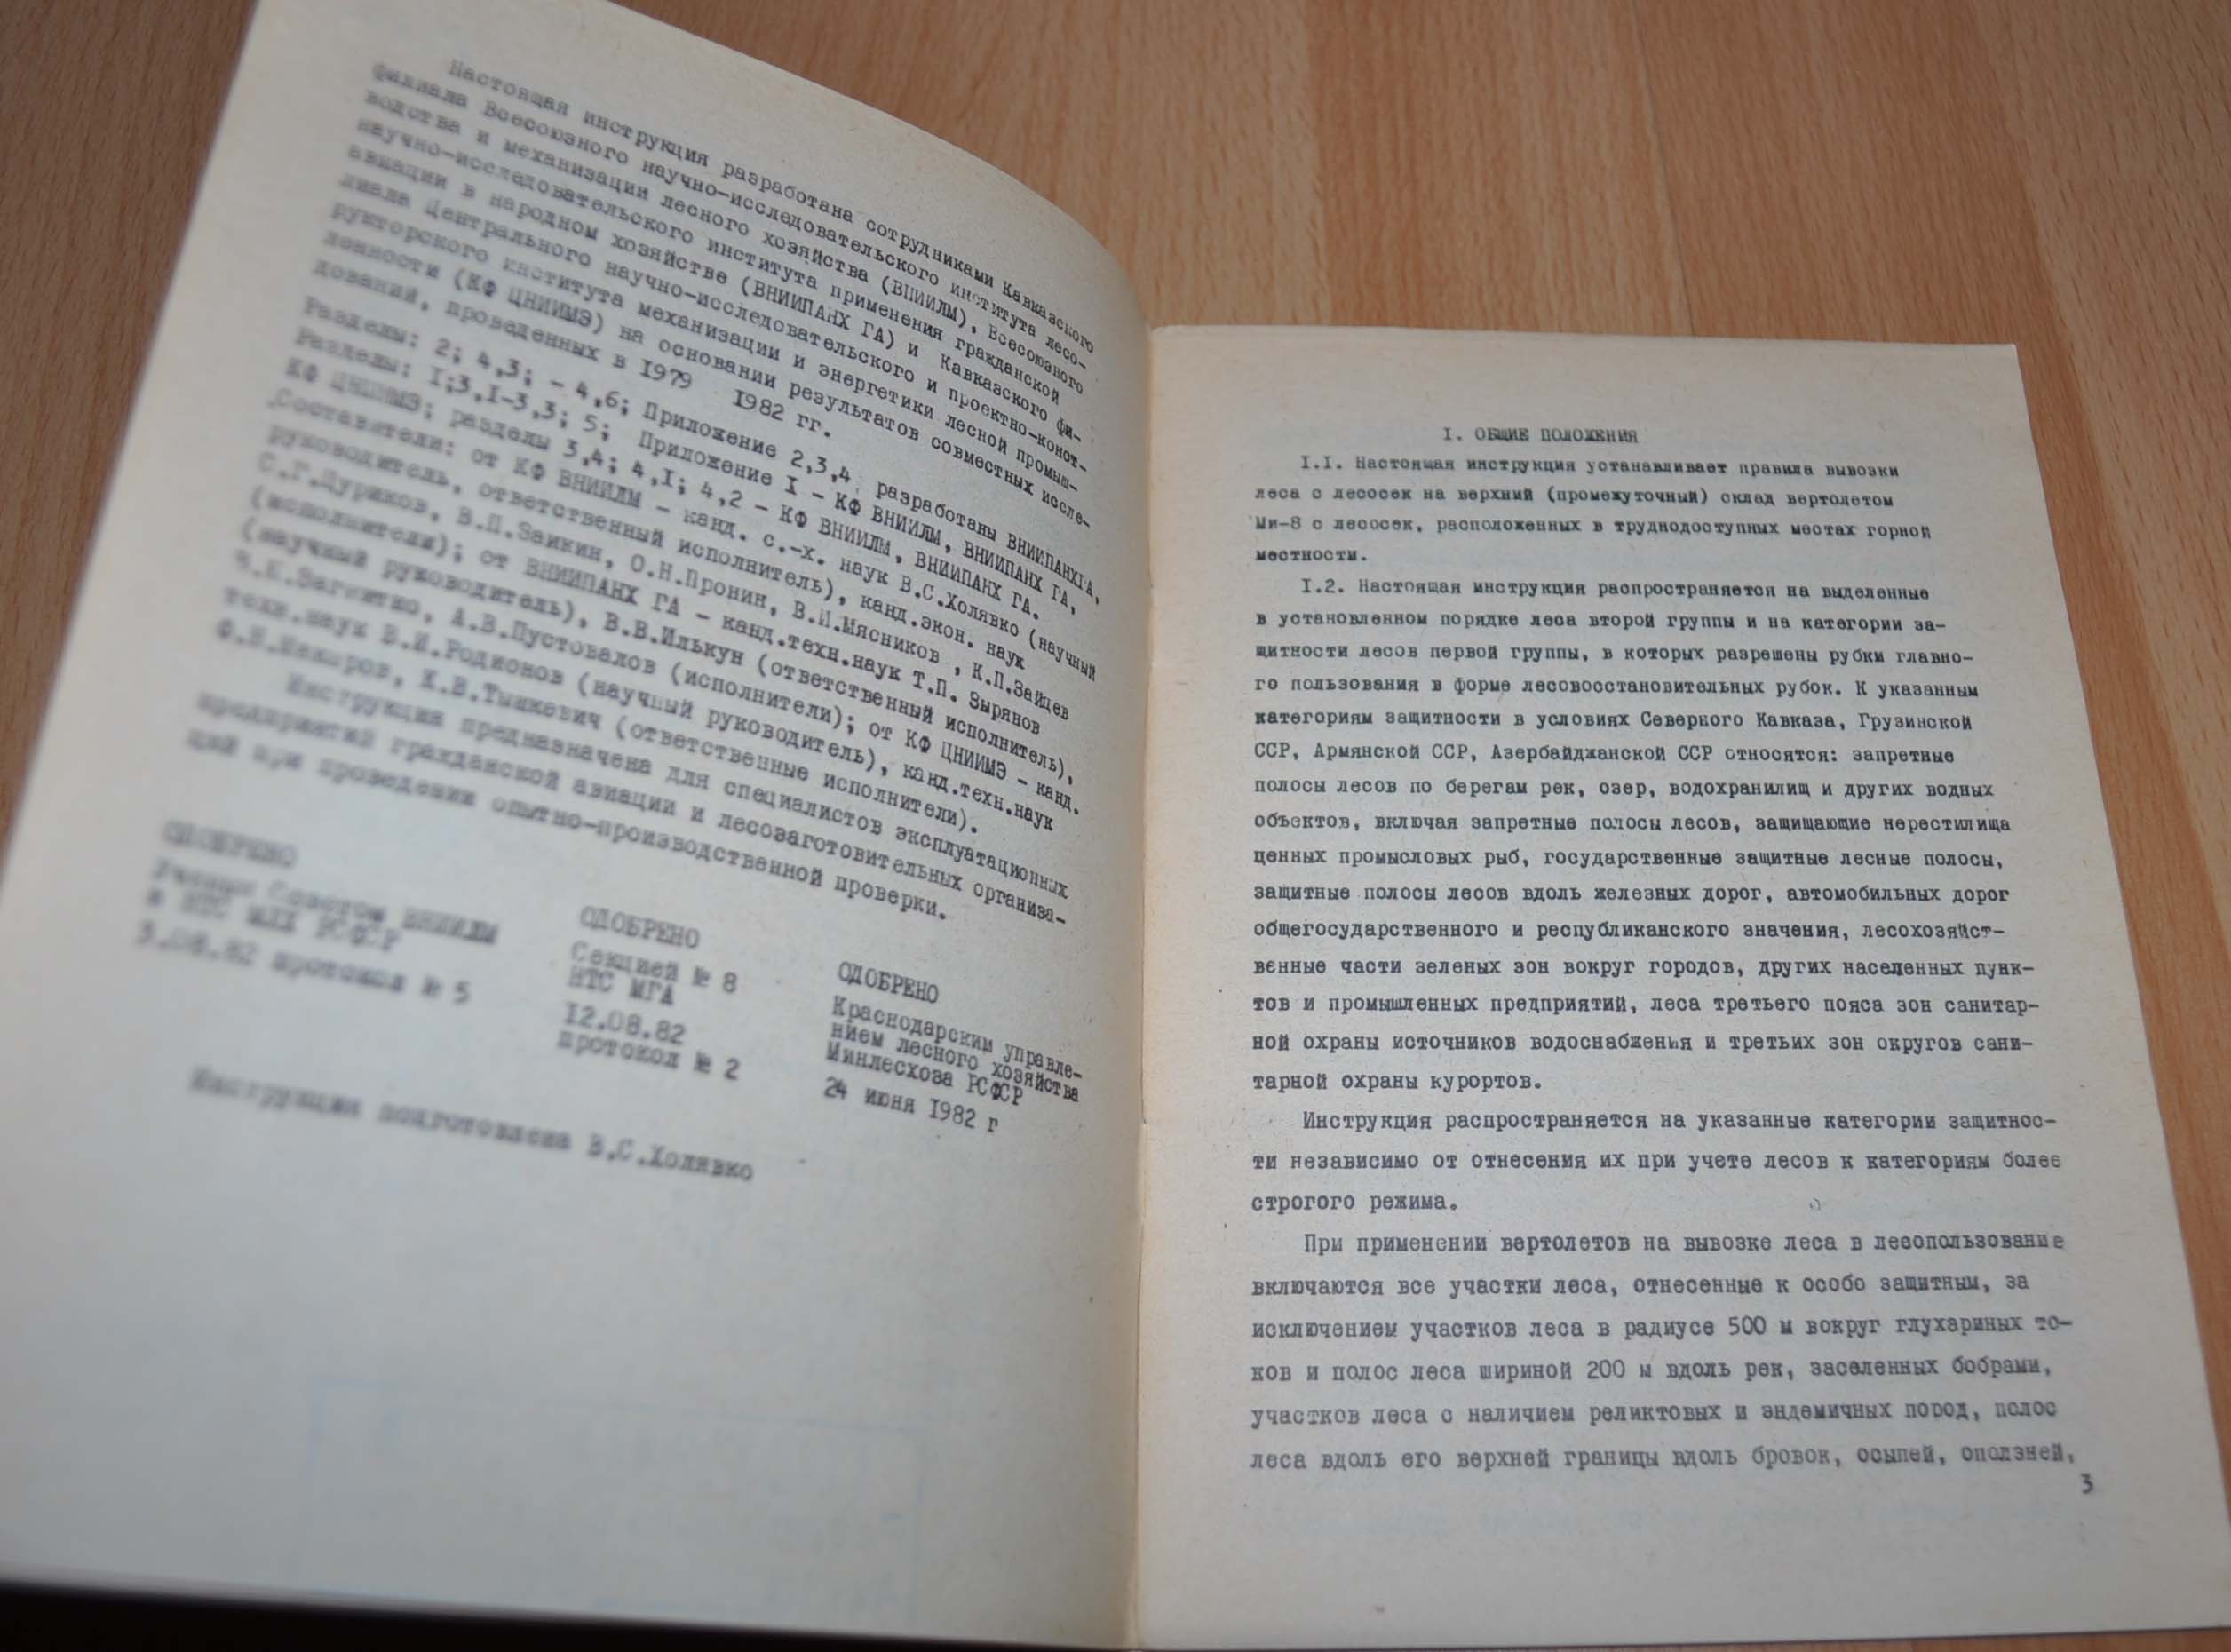 Настоящая инструкция разработана сотрудниками Кавказского
филиала Всесоюзного научно-исследовательского института лесо-
водства и механизации лесного хозяйства (ВНИИЛМ), Всесоюзного
научно-исследовательского института применения гражданской
авиации в народном хозяйстве (ВНИИПАНХ ГА) и Кавказского фи-
лиала Центрального научно-исследовательского и проектно-конст-
рукторского института механизации и энергетики лесной промыш-
ленности (КФ ЦНИИМЭ) на основании результатов совместных иссле-
дований, проведенных в 1979 1982 гг.
Разделы: 2; 4,3; - 4,6; Приложение 2,3,4 разработаны ВНИИПАНХГА,
Разделы: I;3,I-3,3; 5; Приложение I - КФ ВНИИЛМ, ВНИИПАНХ ГА,
КФ ЦНИИМЭ; разделы 3,4; 4,I; 4,2 - КФ ВНИИЛМ, ВНИИПАНХ ГА.
Составители: от КФ ВНИИЛМ - канд. с.-х. наук В.С.Холявко (научный
руководитель, ответственный исполнитель), канд.экон. наук
С.Г.Цуриков, В.П.Заикин, О.Н.Пронин, В.И.Мясников , К.П.Зайцев
(исполнители); от ВНИИПАНХ ГА - канд.техн.наук Т.П. Зырянов
(научный руководитель), В.В.Илькун (ответственный исполнитель),
А.В.Пустовалов (исполнители); от КФ ЦНИИМЭ - канд.
техн.наук В.И.Родионов (научный руководитель), канд.техн.наук
Ф.И.Макаров, К.В.Тышкевич (ответственные исполнители).
Инструкция предназначена для специалистов эксплуатационных
предприятий гражданской авиации и лесозаготовительных организа-
ций при проведении опытно-производственной проверки.
ОДОБРЕНО
Ученым Советом ВНИИЛМ
и НТС МЛХ РСФСР
3.08.82 протокол № 5
ОДОБРЕНО
Секцией № 8
НТС МГА
12.08.82
протокол № 2
ОДОБРЕНО
Краснодарским управле-
нием лесного хозяйства
Минлесхоза РСФСР
24 июня 1982 г
Инструкция подготовлена В.С.Холявко
I. ОБЩИЕ ПОЛОЖЕНИЯ
I.I. Настоящая инструкция устанавливает правила вывозки
леса с лесосек на верхний (промежуточный) склад вертолетом
Ми-8 с лесосек, расположенных в труднодоступных местах горной
местности.
I.2. Настоящая инструкция распространяется на выделенные
в установленном порядке леса второй группы и на категории за-
щитности лесов первой группы, в которых разрешены рубки главно-
го пользования в форме лесовосстановительных рубок. К указанным
категориям защитности в условиях Северного Кавказа, Грузинской
ССР, Армянской ССР, Азербайджанской ССР относятся: запретные
полосы лесов по берегам рек, озер, водохранилищ и других водных
объектов, включая запретные полосы лесов, защищающие нерестилища
ценных промысловых рыб, государственные защитные лесные полосы,
защитные полосы лесов вдоль железных дорог, автомобильных дорог
общегосударственного и республиканского значения, лесохозяйст-
венные части зеленых зон вокруг городов, других населенных пунк-
тов и промышленных предприятий, леса третьего пояса зон санитар-
ной охраны источников водоснабжения и третьих зон округов сани-
тарной охраны курортов.
Инструкция распространяется на указанные категории защитнос-
ти независимо от отнесения их при учете лесов к категориям более
строгого режима.
При применении вертолетов на вывозке леса в лееопользование
включаются все участки леса, отнесенные к особо защитным, за
исключением участков леса в радиусе 500 м вокруг глухариных то-
ков и полос леса шириной 200 м вдоль рек, заселенных бобрами,
участков леса с наличием реликтовых и эндемичных пород, полос
леса вдоль его верхней границы вдоль бровок, осыпей, оползней,
3